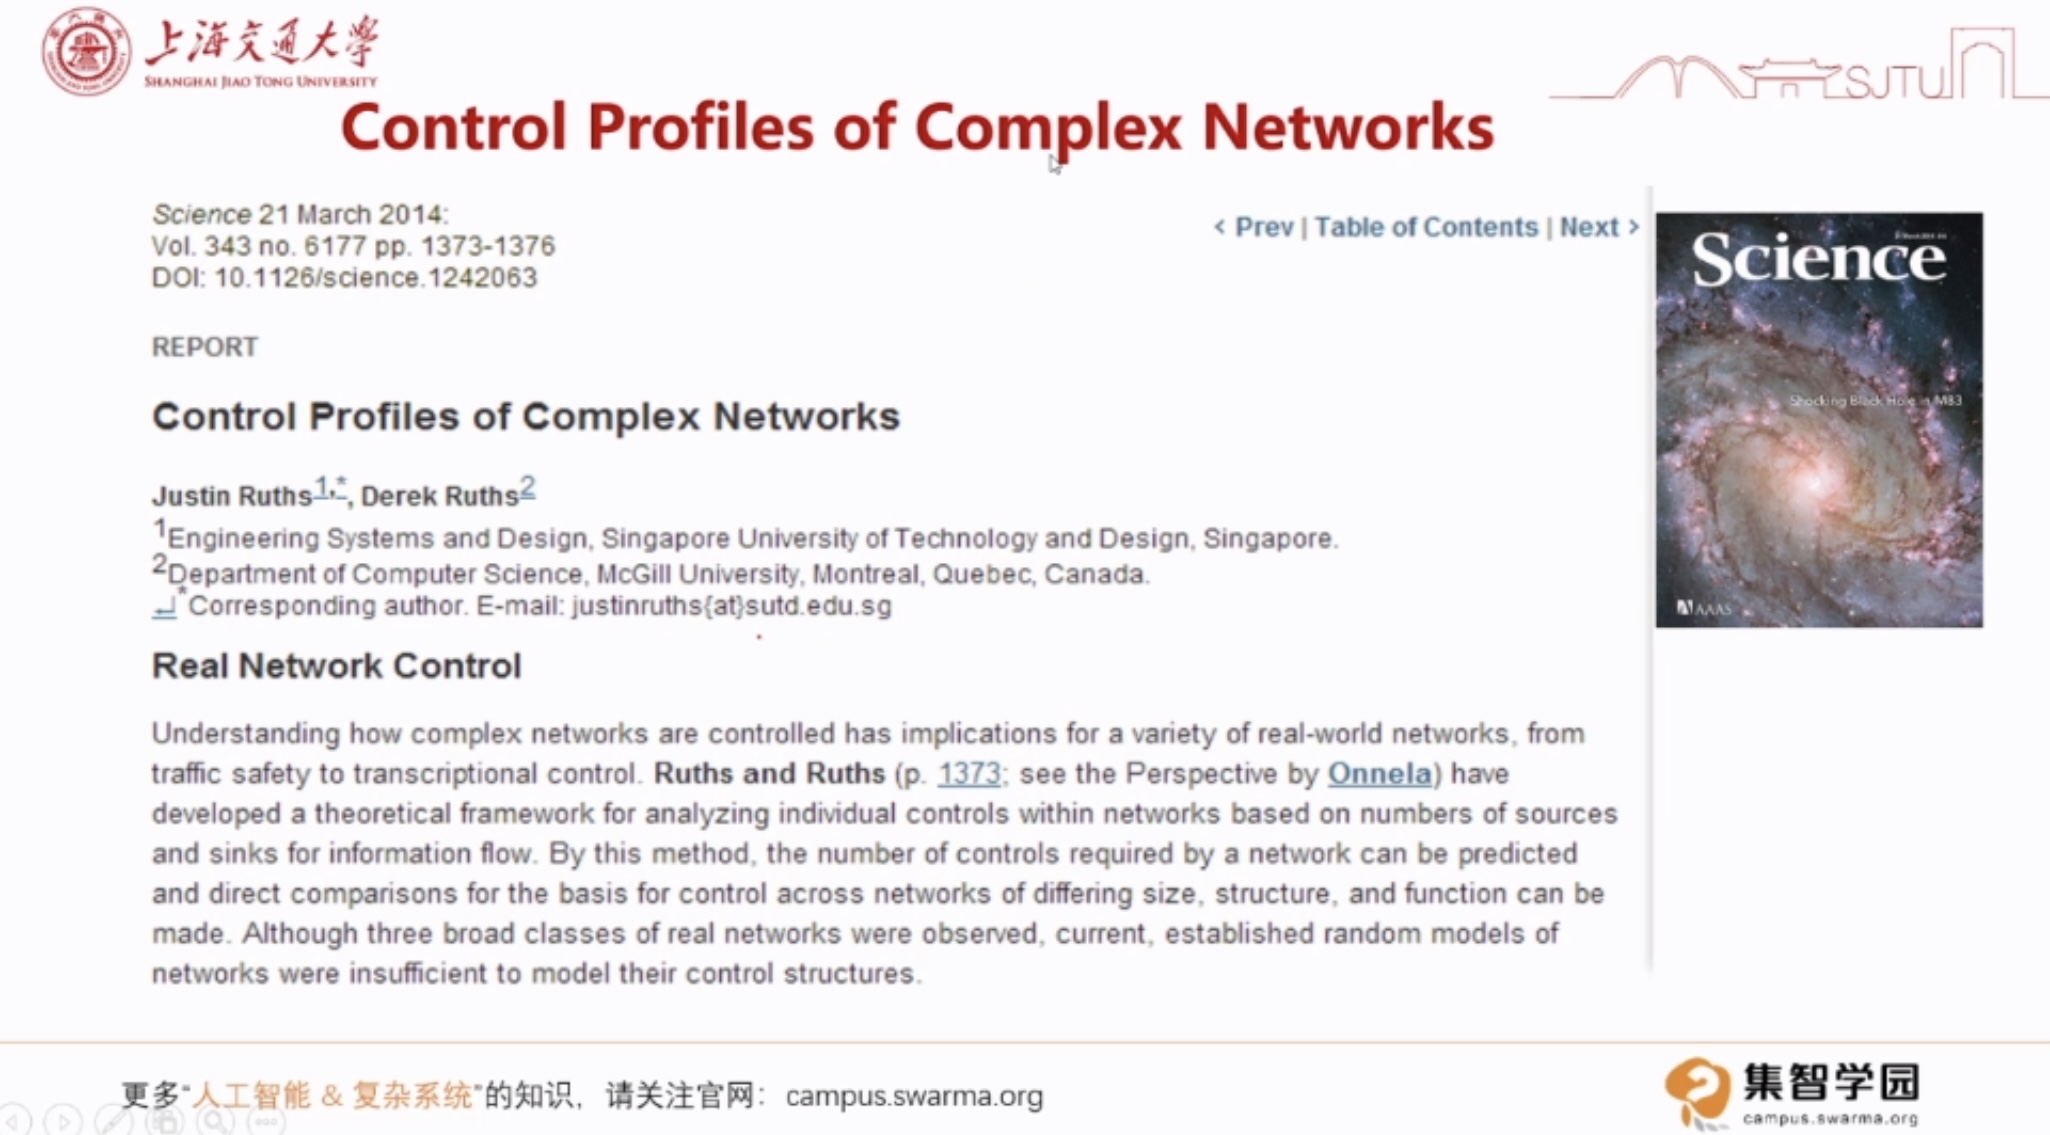 上海交通大學
SHANGHAI JIAO TONG UNIVERSITY
SJTU
Control Profiles of Complex Networks
Science 21 March 2014:
Vol. 343 no. 6177 pp. 1373-1376
DOI: 10.1126/science.1242063
< Prev | Table of Contents | Next >
REPORT
Control Profiles of Complex Networks
Justin Ruths1,*, Derek Ruths2
1Engineering Systems and Design, Singapore University of Technology and Design, Singapore.
2Department of Computer Science, McGill University, Montreal, Quebec, Canada.
*Corresponding author. E-mail: justinruths{at}sutd.edu.sg
Real Network Control
Understanding how complex networks are controlled has implications for a variety of real-world networks, from
traffic safety to transcriptional control. Ruths and Ruths (p. 1373; see the Perspective by Onnela) have
developed a theoretical framework for analyzing individual controls within networks based on numbers of sources
and sinks for information flow. By this method, the number of controls required by a network can be predicted
and direct comparisons for the basis for control across networks of differing size, structure, and function can be
made. Although three broad classes of real networks were observed, current, established random models of
networks were insufficient to model their control structures.
Science
Shocking Black Hole in M83
AAAS
更多“人工智能 & 复杂系统”的知识，请关注官网：campus.swarma.org
集智学园
campus.swarma.org